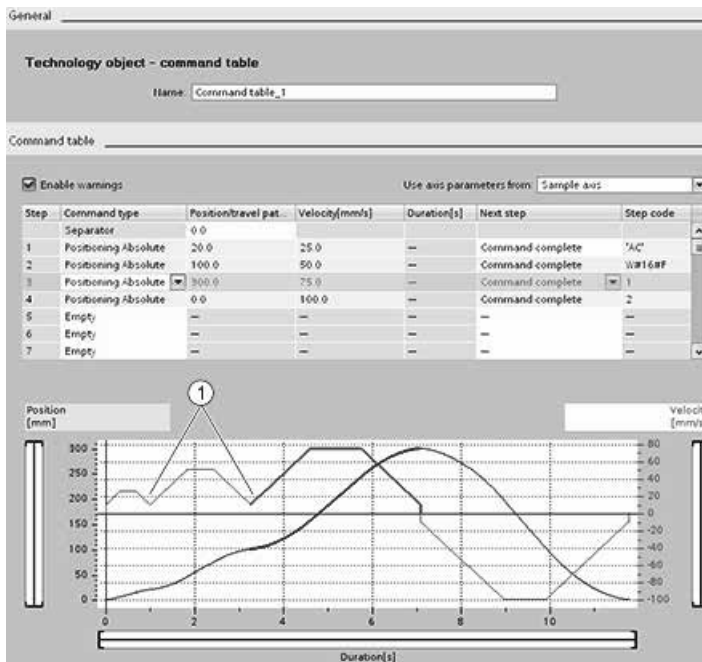 General
Technology object - command table
Name: Command table_1
Command table
Enable warnings Use axis parameters from: Sample axis
Step Command type Position/travel pat... Velocity[mm/s] Duration[s] Next step Step code
Separator 0.0
1 Positioning Absolute 20.0 25.0 — Command complete "AC"
2 Positioning Absolute 100.0 50.0 — Command complete W#16#F
3 Positioning Absolute 300.0 75.0 — Command complete 1
4 Positioning Absolute 0.0 100.0 — Command complete 2
5 Empty — — — — —
6 Empty — — — — —
7 Empty — — — — —
1
Position
[mm]
Velocit
[mm/s
300 80
250 60
200 40
150 20
100 0
50 -20
0 -40
-60
-80
-100
0 2 4 6 8 10
Duration[s]